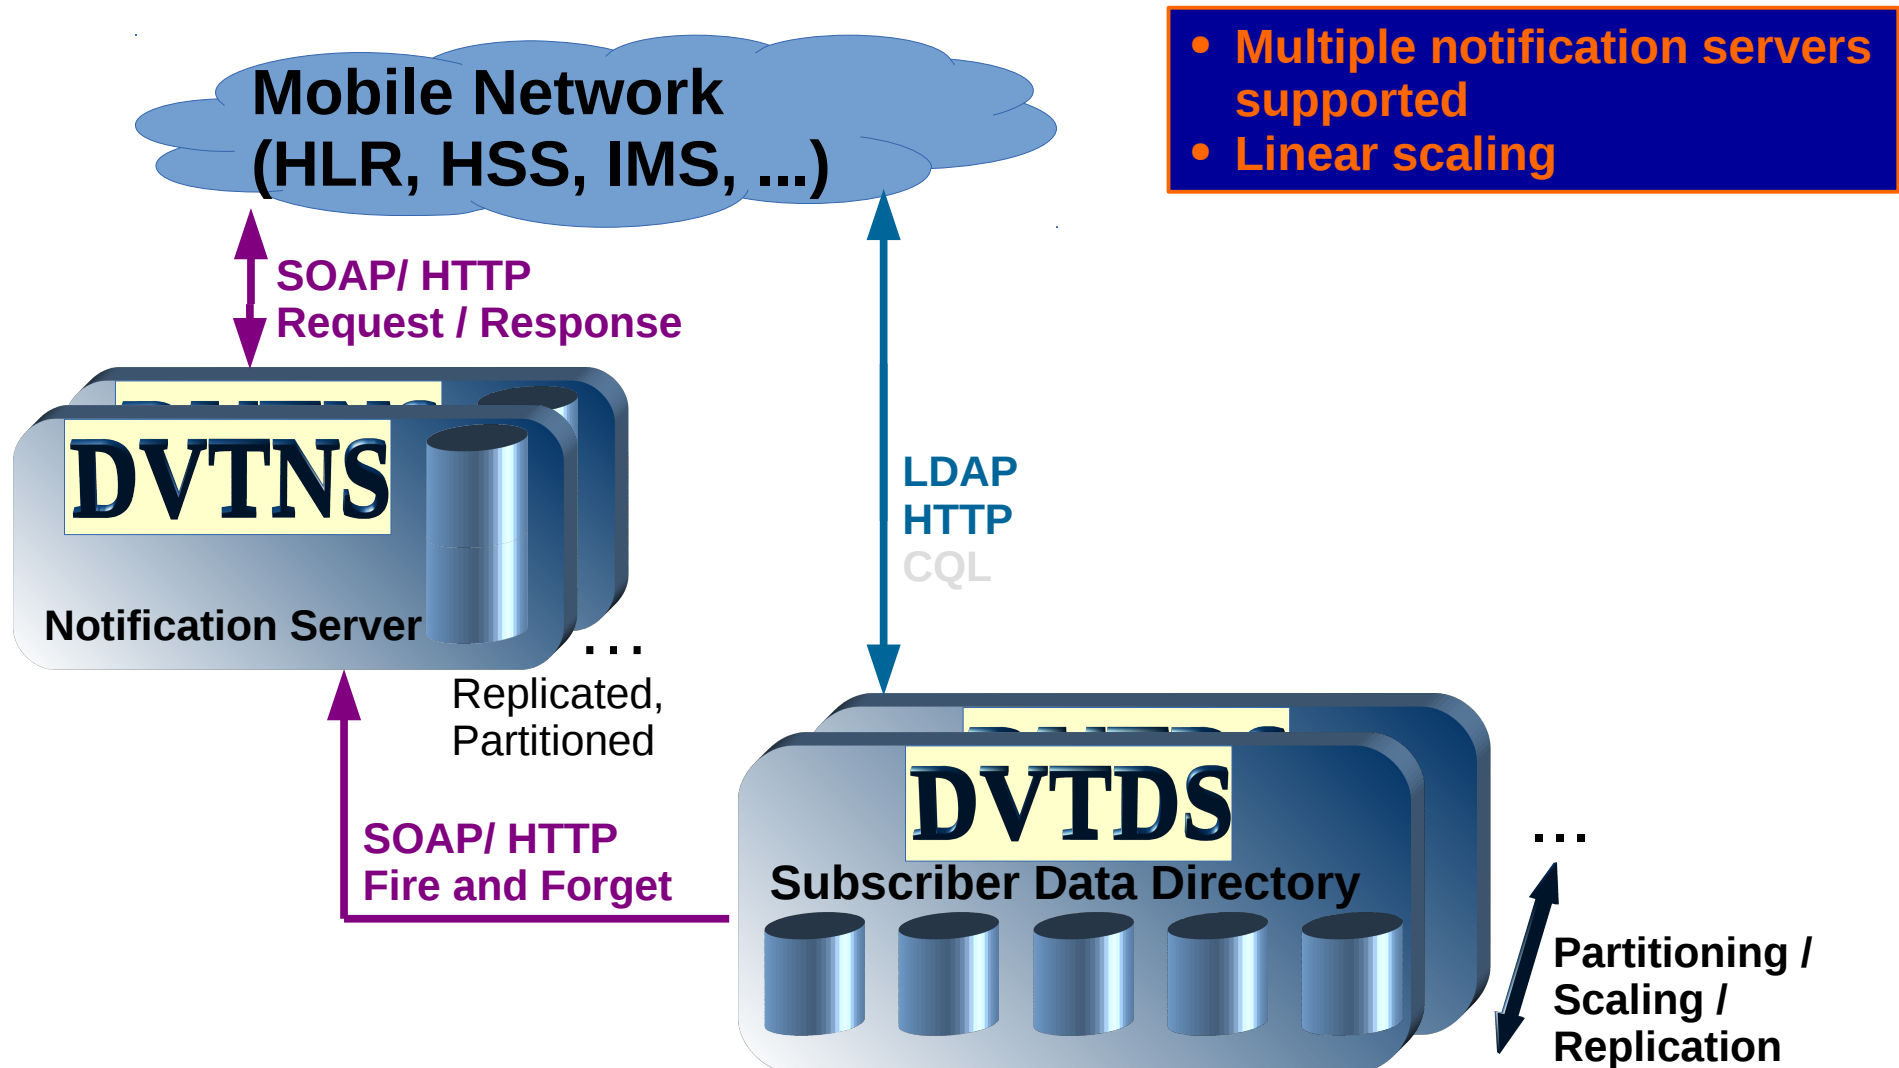 Mobile Network
(HLR, HSS, IMS, ...)
• Multiple notification servers
supported
• Linear scaling
SOAP/ HTTP
Request / Response
DVTNS
Notification Server
...
Replicated,
Partitioned
LDAP
HTTP
CQL
SOAP/ HTTP
Fire and Forget
DVTDS
Subscriber Data Directory
...
Partitioning /
Scaling /
Replication